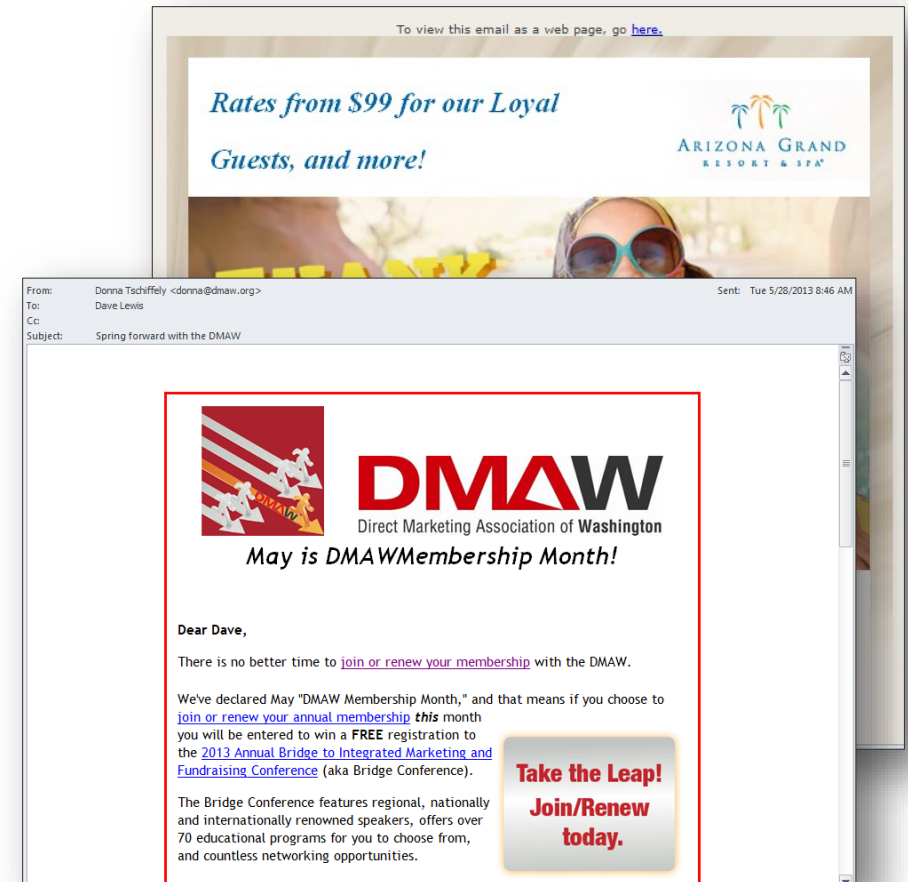 To view this email as a web page, go here.
Rates from $99 for our Loyal
Guests, and more!
ARIZONA GRAND
RESORT & SPA
THANK
From: Donna Tschiffely <donna@dmaw.org> Sent: Tue 5/28/2013 8:46 AM
To: Dave Lewis
Cc:
Subject: Spring forward with the DMAW
DMAW
DMAW
Direct Marketing Association of Washington
May is DMAWMembership Month!
Dear Dave,
There is no better time to join or renew your membership with the DMAW.
We've declared May "DMAW Membership Month," and that means if you choose to
join or renew your annual membership this month
you will be entered to win a FREE registration to
the 2013 Annual Bridge to Integrated Marketing and
Fundraising Conference (aka Bridge Conference).
The Bridge Conference features regional, nationally
and internationally renowned speakers, offers over
70 educational programs for you to choose from,
and countless networking opportunities.
Take the Leap!
Join/Renew
today.